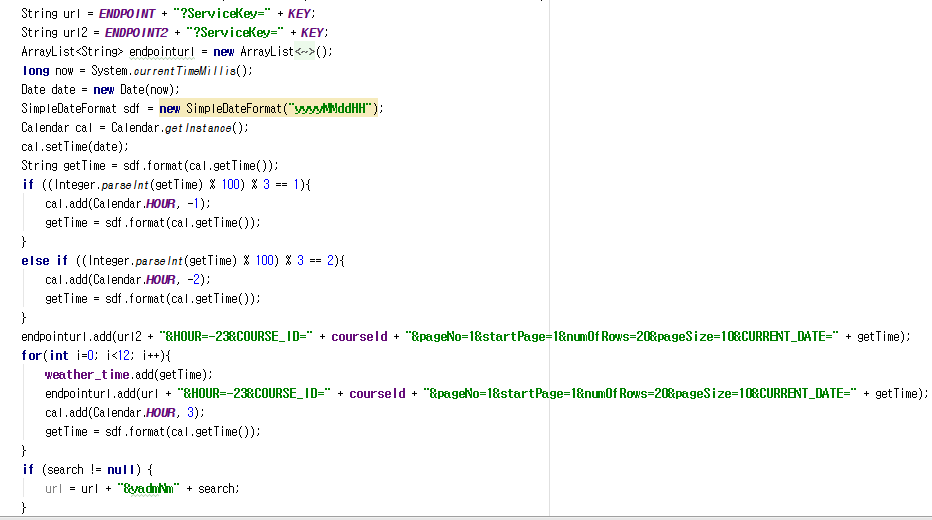 String url = ENDPOINT + "?ServiceKey=" + KEY;
String url2 = ENDPOINT2 + "?ServiceKey=" + KEY;
ArrayList<String> endpointurl = new ArrayList<~>();
long now = System.currentTimeMillis();
Date date = new Date(now);
SimpleDateFormat sdf = new SimpleDateFormat("yyyyMMddHH");
Calendar cal = Calendar.getInstance();
cal.setTime(date);
String getTime = sdf.format(cal.getTime());
if ((Integer.parseInt(getTime) % 100) % 3 == 1){
cal.add(Calendar.HOUR, -1);
getTime = sdf.format(cal.getTime());
}
else if ((Integer.parseInt(getTime) % 100) % 3 == 2){
cal.add(Calendar.HOUR, -2);
getTime = sdf.format(cal.getTime());
}
endpointurl.add(url2 + "&HOUR=-23&COURSE_ID=" + courseId + "&pageNo=1&startPage=1&numOfRows=20&pageSize=10&CURRENT_DATE=" + getTime);
for(int i=0; i<12; i++){
weather_time.add(getTime);
endpointurl.add(url + "&HOUR=-23&COURSE_ID=" + courseId + "&pageNo=1&startPage=1&numOfRows=20&pageSize=10&CURRENT_DATE=" + getTime);
cal.add(Calendar.HOUR, 3);
getTime = sdf.format(cal.getTime());
}
if (search != null) {
url = url + "&yadmNm" + search;
}